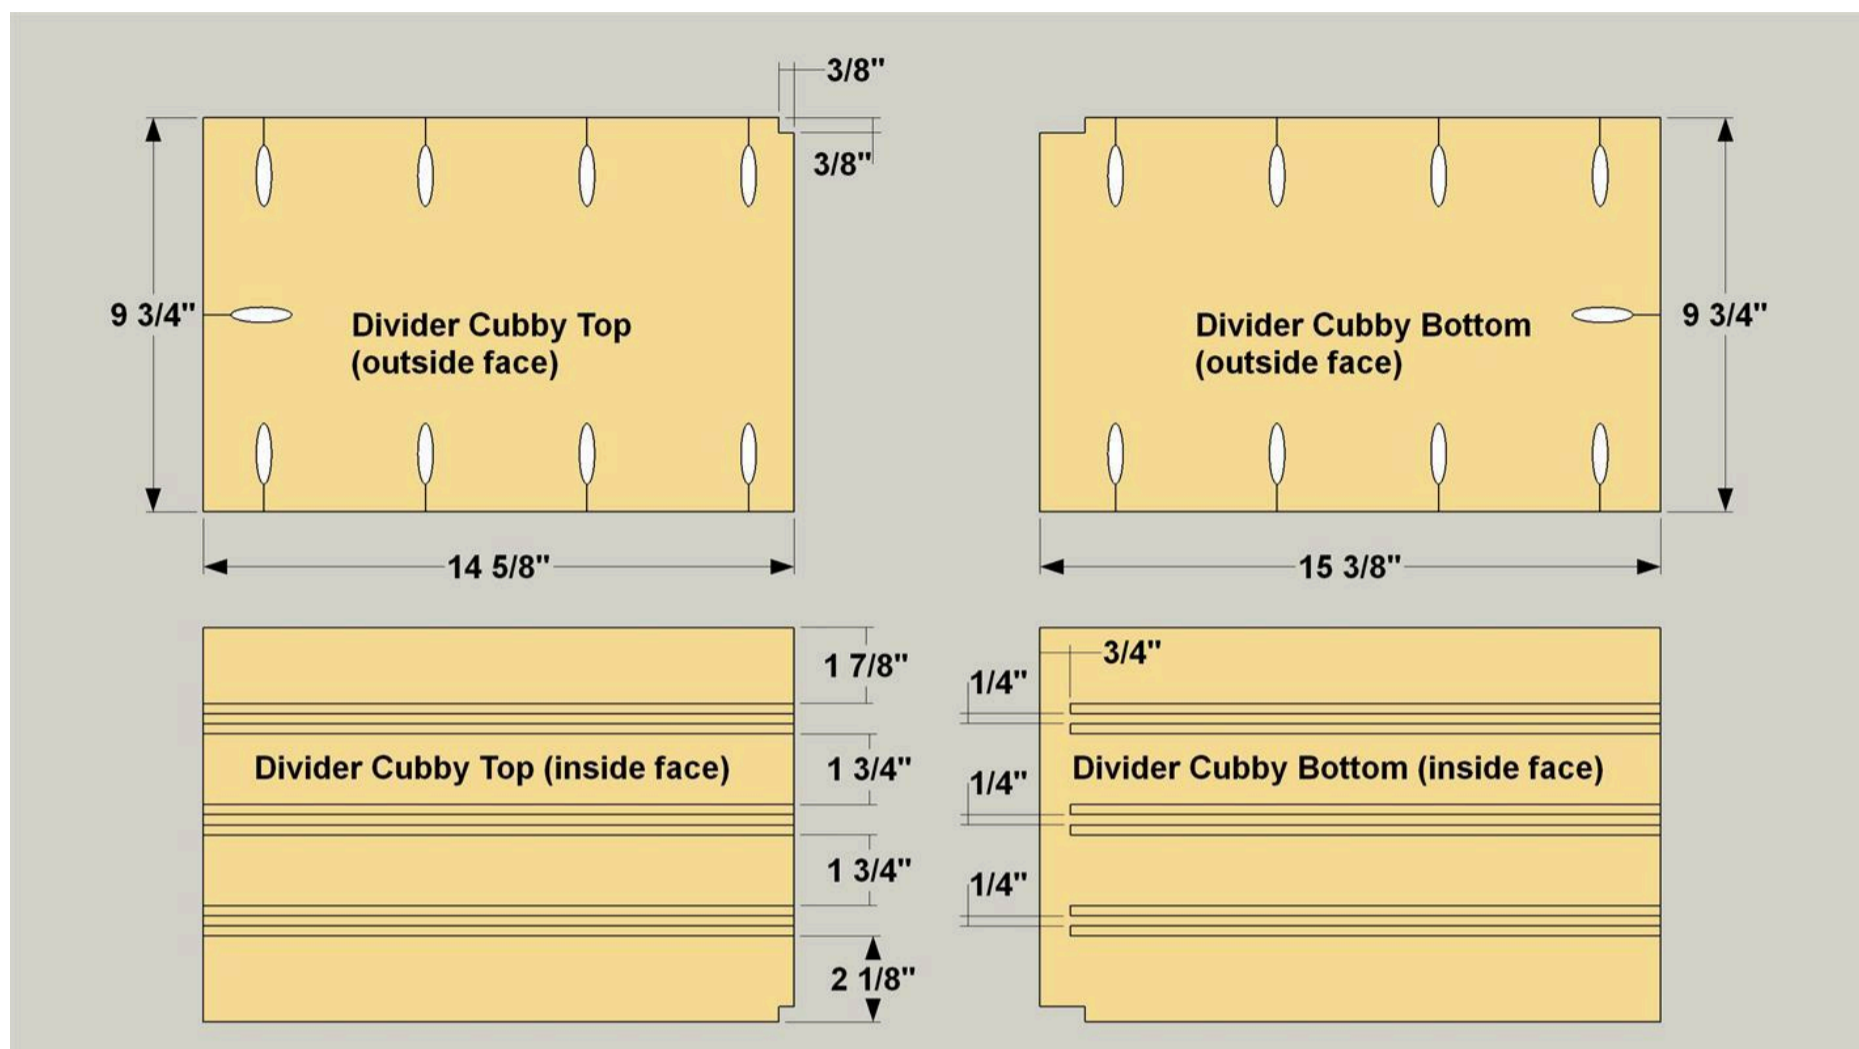 3/8"
3/8"
9 3/4"
Divider Cubby Top
(outside face)
14 5/8"
Divider Cubby Bottom
(outside face)
9 3/4"
15 3/8"
1 7/8"
Divider Cubby Top (inside face)
1 3/4"
1 3/4"
2 1/8"
3/4"
1/4"
Divider Cubby Bottom (inside face)
1/4"
1/4"